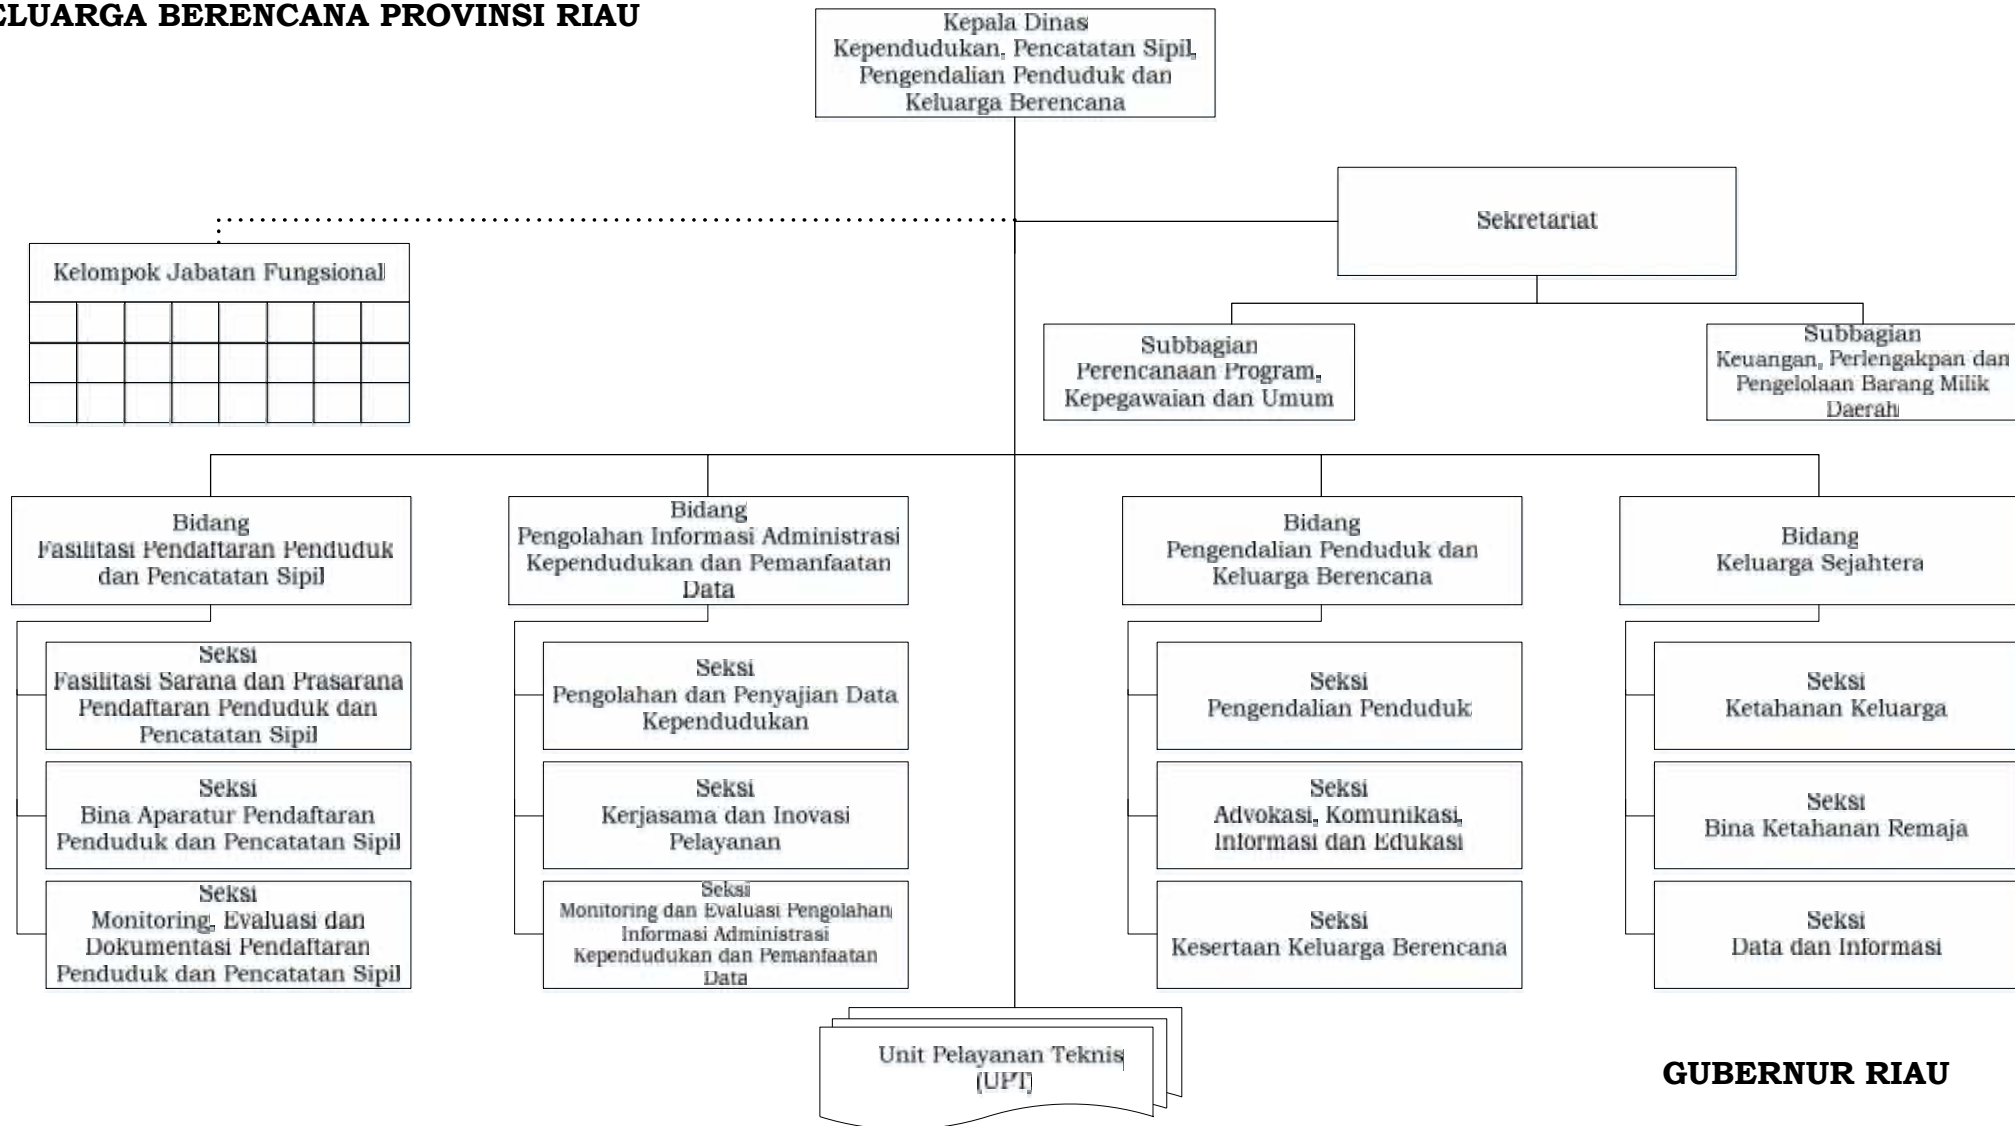 ELUARGA BERENCANA PROVINSI RIAU
Kepala Dinas
Kependudukan, Pencatatan Sipil,
Pengendalian Penduduk dan
Keluarga Berencana
Sekretariat
Kelompok Jabatan Fungsional
Subbagian
Perencanaan Program,
Kepegawaian dan Umum
Subbagian
Keuangan, Perlengakpan dan
Pengelolaan Barang Milik
Daerah
Bidang
Fasilitasi Pendaftaran Penduduk
dan Pencatatan Sipil
Bidang
Pengolahan Informasi Administrasi
Kependudukan dan Pemanfaatan
Data
Bidang
Pengendalian Penduduk dan
Keluarga Berencana
Bidang
Keluarga Sejahtera
Seksi
Fasilitasi Sarana dan Prasarana
Pendaftaran Penduduk dan
Pencatatan Sipil
Seksi
Pengolahan dan Penyajian Data
Kependudukan
Seksi
Pengendalian Penduduk
Seksi
Ketahanan Keluarga
Seksi
Bina Aparatur Pendaftaran
Penduduk dan Pencatatan Sipil
Seksi
Kerjasama dan Inovasi
Pelayanan
Seksi
Advokasi, Komunikasi,
Informasi dan Edukasi
Seksi
Bina Ketahanan Remaja
Seksi
Monitoring, Evaluasi dan
Dokumentasi Pendaftaran
Penduduk dan Pencatatan Sipil
Seksi
Monitoring dan Evaluasi Pengolahan
Informasi Administrasi
Kependudukan dan Pemanfaatan
Data
Seksi
Kesertaan Keluarga Berencana
Seksi
Data dan Informasi
Unit Pelayanan Teknis
(UPT)
GUBERNUR RIAU